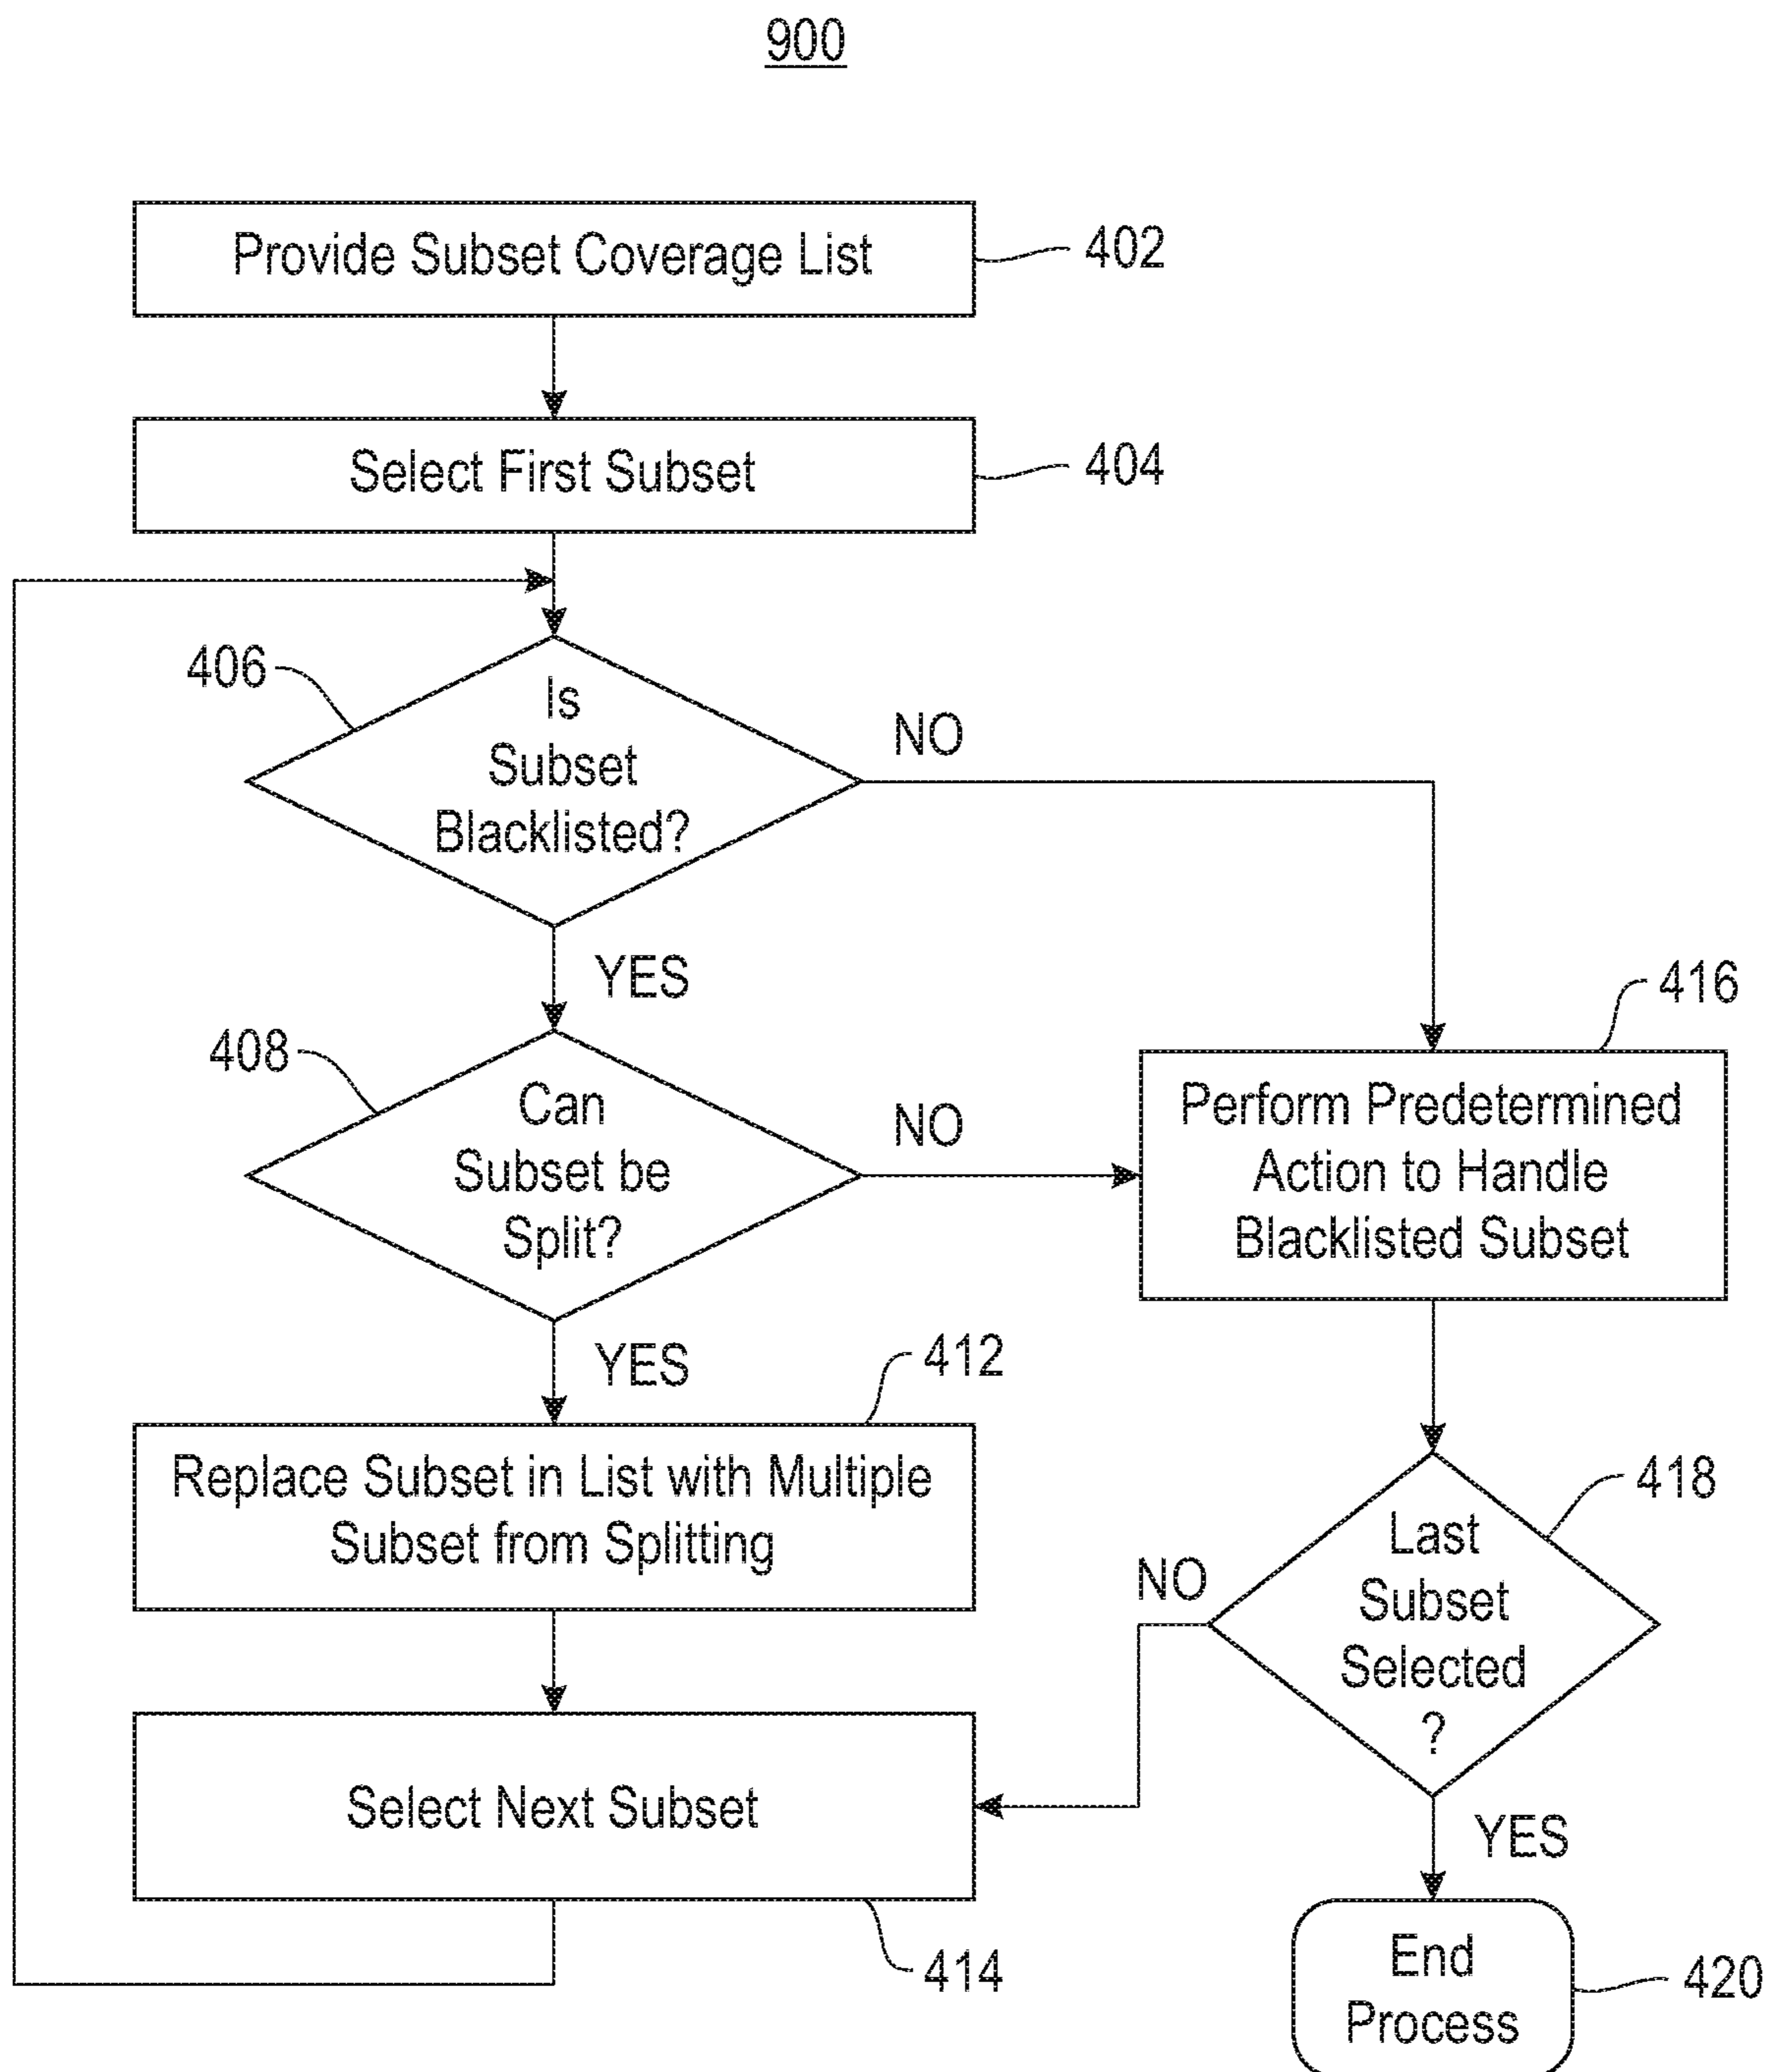 900
Provide Subset Coverage List
402
Select First Subset
404
406
Is
Subset
Blacklisted?
NO
YES
416
408
Can
Subset be
Split?
NO
Perform Predetermined
Action to Handle
Blacklisted Subset
YES
412
Replace Subset in List with Multiple
Subset from Splitting
418
Last
Subset
Selected
?
NO
Select Next Subset
YES
414
End
Process
420